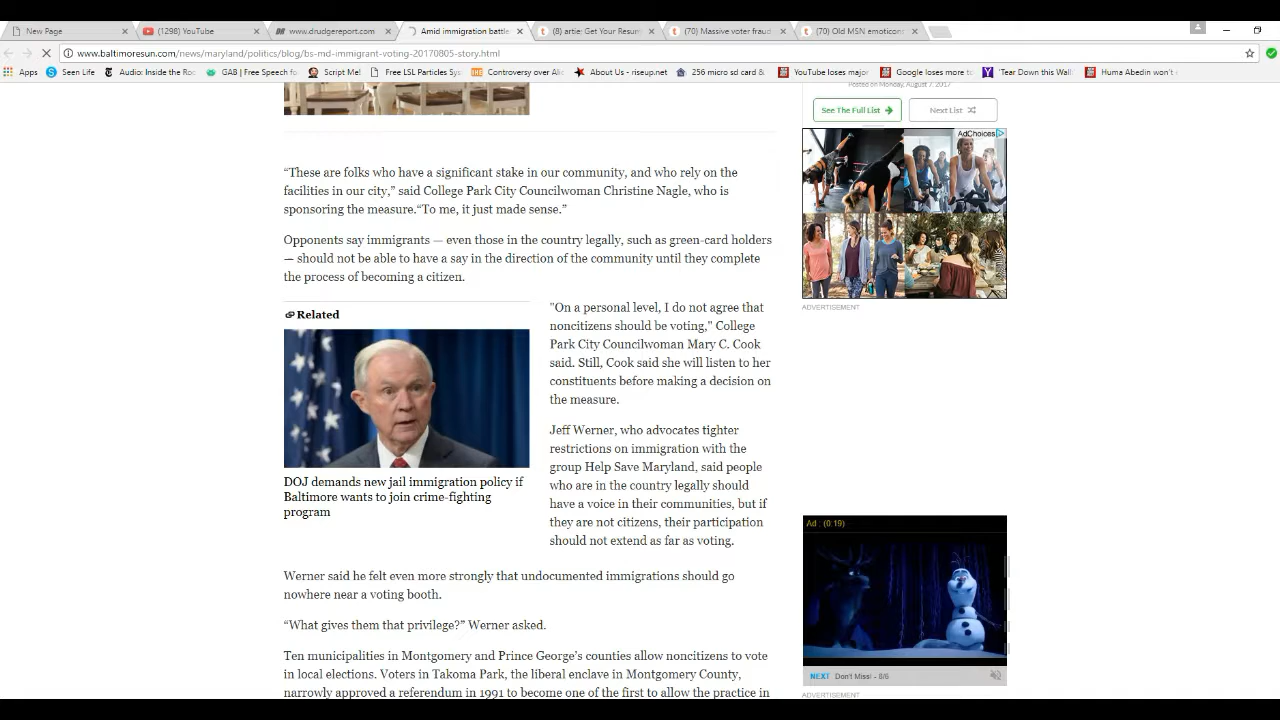 New Page
(1298) YouTube
www.drudgereport.com
Amid immigration battle
(8) artie: Get Your Resum
(70) Massive voter fraud
(70) Old MSN emoticon
www.baltimoresun.com/news/maryland/politics/blog/bs-md-immigrant-voting-20170805-story.html
Apps
Seen Life
Audio: Inside the Ro
GAB | Free Speech fo
Script Me!
Free LSL Particles Sy
Controversy over Ali
About Us - riseup.net
256 micro sd card &
YouTube loses major
Google loses more to
'Tear Down this Wall
Huma Abedin won't
Posted on Monday, August 7, 2017
See The Full List
Next List
AdChoices
“These are folks who have a significant stake in our community, and who rely on the
facilities in our city,” said College Park City Councilwoman Christine Nagle, who is
sponsoring the measure.“To me, it just made sense.”
Opponents say immigrants — even those in the country legally, such as green-card holders
— should not be able to have a say in the direction of the community until they complete
the process of becoming a citizen.
Related
DOJ demands new jail immigration policy if
Baltimore wants to join crime-fighting
program
"On a personal level, I do not agree that
noncitizens should be voting," College
Park City Councilwoman Mary C. Cook
said. Still, Cook said she will listen to her
constituents before making a decision on
the measure.
Jeff Werner, who advocates tighter
restrictions on immigration with the
group Help Save Maryland, said people
who are in the country legally should
have a voice in their communities, but if
they are not citizens, their participation
should not extend as far as voting.
Werner said he felt even more strongly that undocumented immigrations should go
nowhere near a voting booth.
“What gives them that privilege?” Werner asked.
Ten municipalities in Montgomery and Prince George’s counties allow noncitizens to vote
in local elections. Voters in Takoma Park, the liberal enclave in Montgomery County,
narrowly approved a referendum in 1991 to become one of the first to allow the practice in
ADVERTISEMENT
Ad : (0:19)
NEXT Don't Miss! - 8/6
ADVERTISEMENT